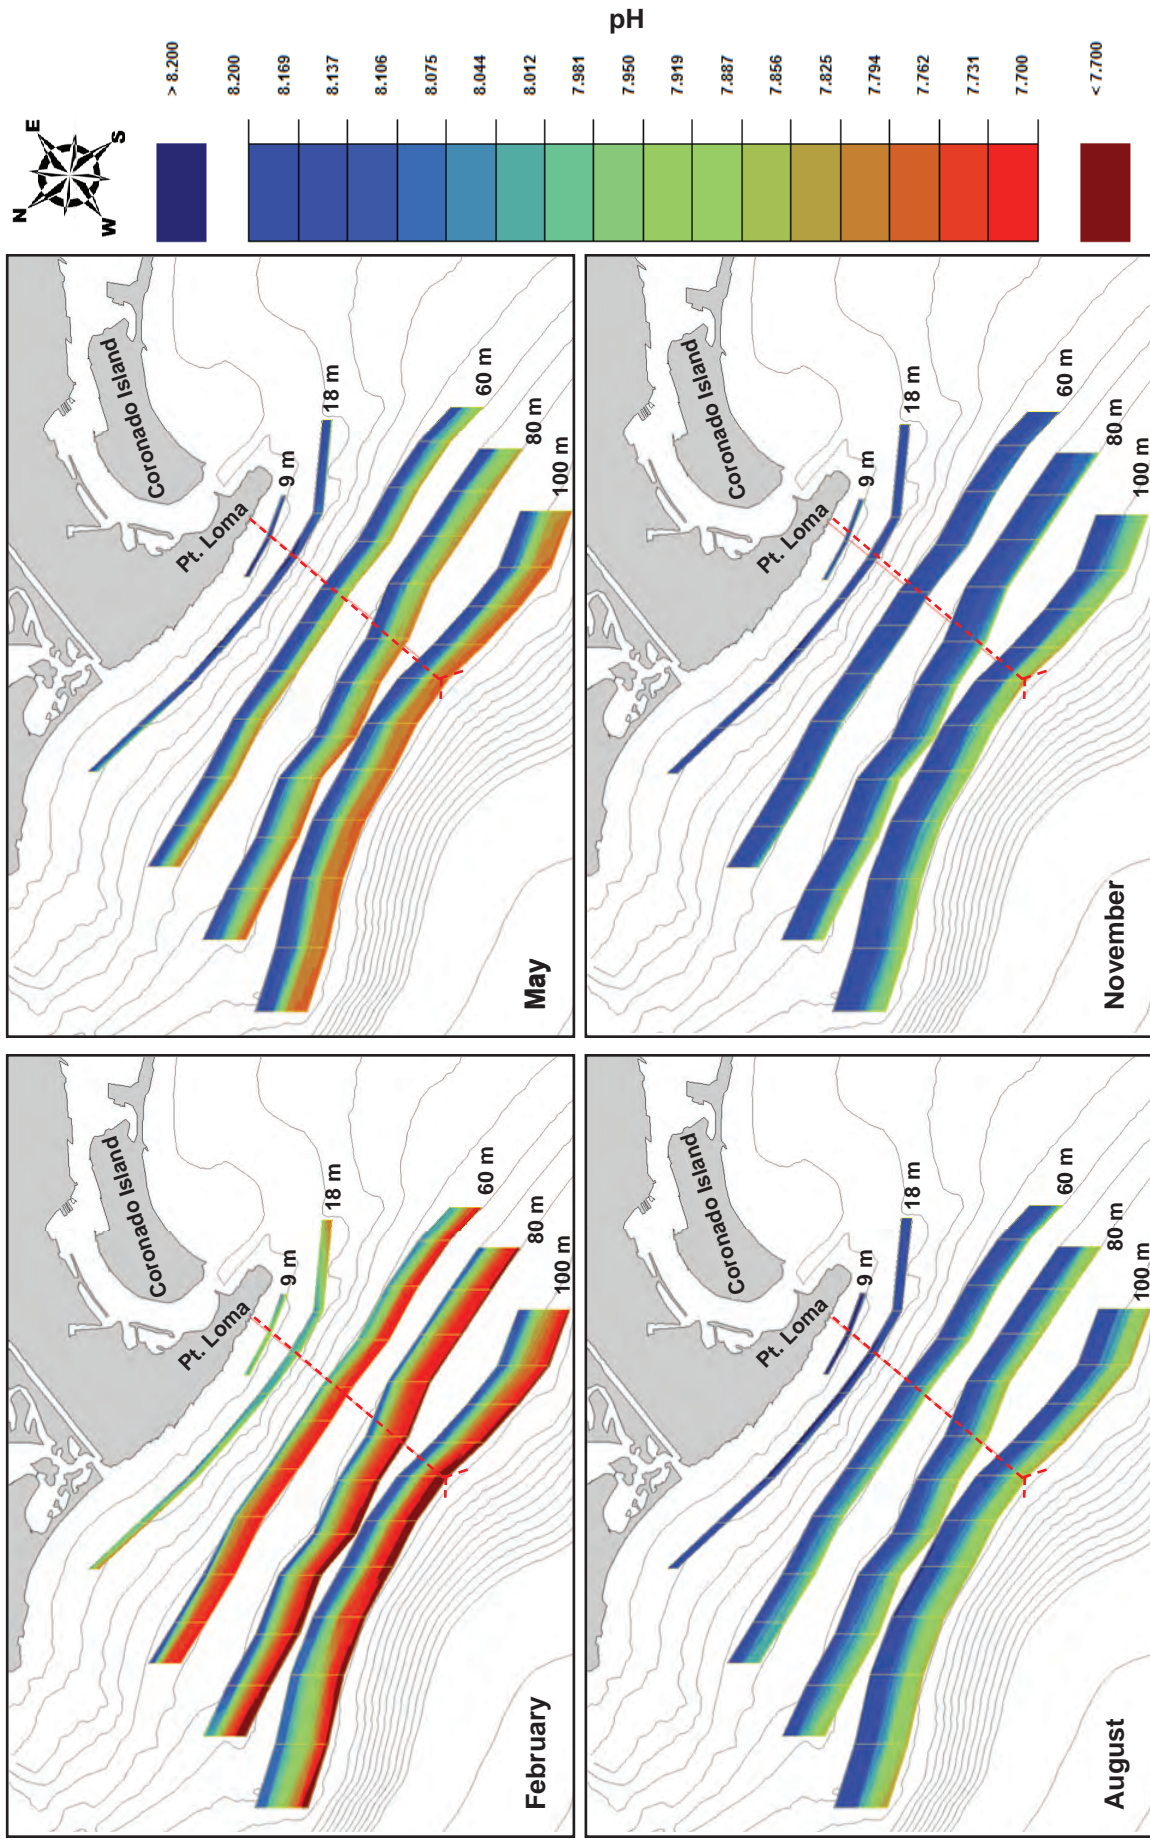 pH
> 8.200
8.200
8.169
8.137
8.106
8.075
8.044
8.012
7.981
7.950
7.919
7.887
7.856
7.825
7.794
7.762
7.731
7.700
< 7.700
N
E
S
W
Coronado Island
Pt. Loma
9 m
18 m
60 m
80 m
100 m
May
Coronado Island
Pt. Loma
9 m
18 m
60 m
80 m
100 m
November
Coronado Island
Pt. Loma
9 m
18 m
60 m
80 m
100 m
February
Coronado Island
Pt. Loma
9 m
18 m
60 m
80 m
100 m
August